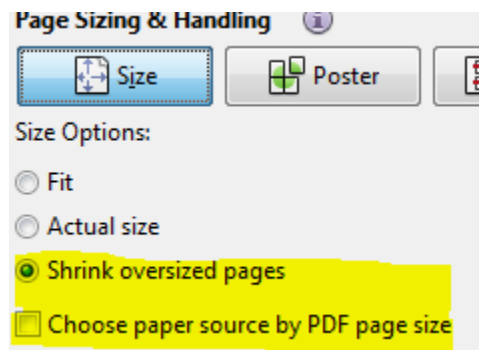 Page Sizing & Handling
Size
Poster
Size Options:
Fit
Actual size
Shrink oversized pages
Choose paper source by PDF page size